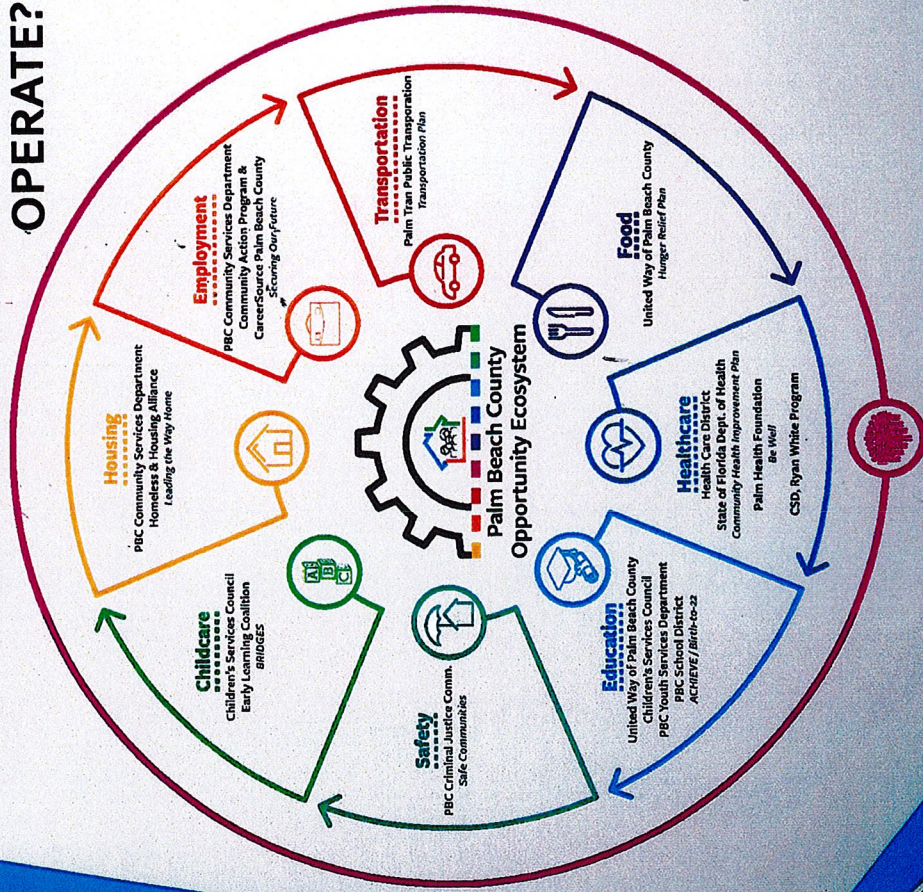 OPERATE?
Housing
PBC Community Services Department
Homeless & Housing Alliance
Leading the Way Home
Employment
PBC Community Services Department
Community Action Program &
CareerSource Palm Beach County
Securing Our Future
Transportation
Palm Tran Public Transporation
Transportation Plan
Food
United Way of Palm Beach County
Hunger Relief Plan
Healthcare
Health Care District
State of Florida Dept. of Health
Community Health Improvement Plan
Palm Health Foundation
Be Well
CSD, Ryan White Program
Education
United Way of Palm Beach County
Children's Services Council
PBC Youth Services Department
PBC School District
ACHIEVE / Birth-to-22
Safety
PBC Criminal Justice Comm.
Safe Communities
Childcare
Children's Services Council
Early Learning Coalition
BRIDGES
A
B
C
Palm Beach County
Opportunity Ecosystem